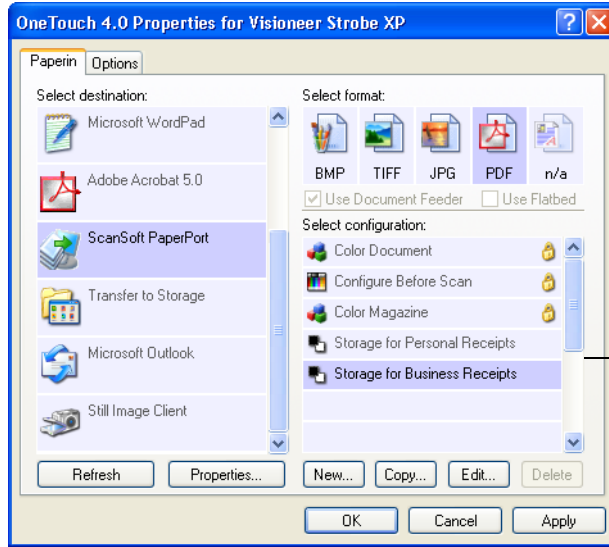 OneTouch 4.0 Properties for Visioneer Strobe XP
Paperin
Options
Select destination:
Microsoft WordPad
Adobe Acrobat 5.0
ScanSoft PaperPort
Transfer to Storage
Microsoft Outlook
Still Image Client
Refresh
Properties...
Select format:
BMP TIFF JPG PDF n/a
Use Document Feeder
Use Flatbed
Select configuration:
Color Document
Configure Before Scan
Color Magazine
Storage for Personal Receipts
Storage for Business Receipts
New...
Copy...
Edit...
Delete
OK
Cancel
Apply